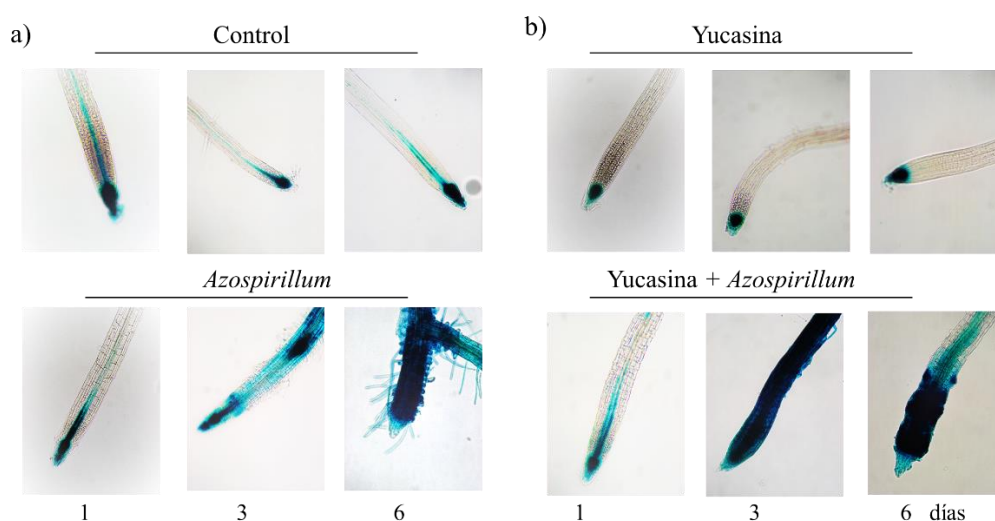 a)
Control
b)
Yucasina
Azospirillum
Yucasina + Azospirillum
1
3
6
1
3
6 días